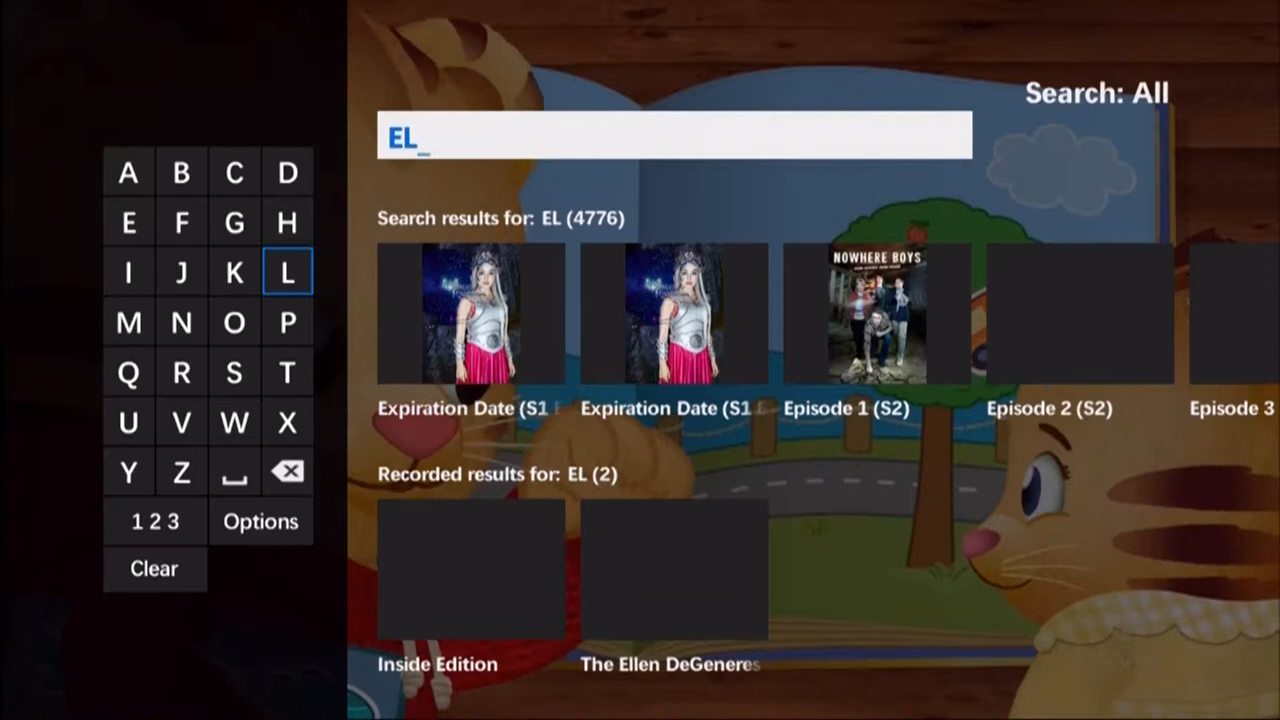 Search: All
EL_
A B C D
E F G H
I J K L
M N O P
Q R S T
U V W X
Y Z
1 2 3 Options
Clear
Search results for: EL (4776)
NOWHERE BOYS
Expiration Date (S1 Expiration Date (S1 Episode 1 (S2) Episode 2 (S2) Episode 3
Recorded results for: EL (2)
Inside Edition The Ellen DeGeneres